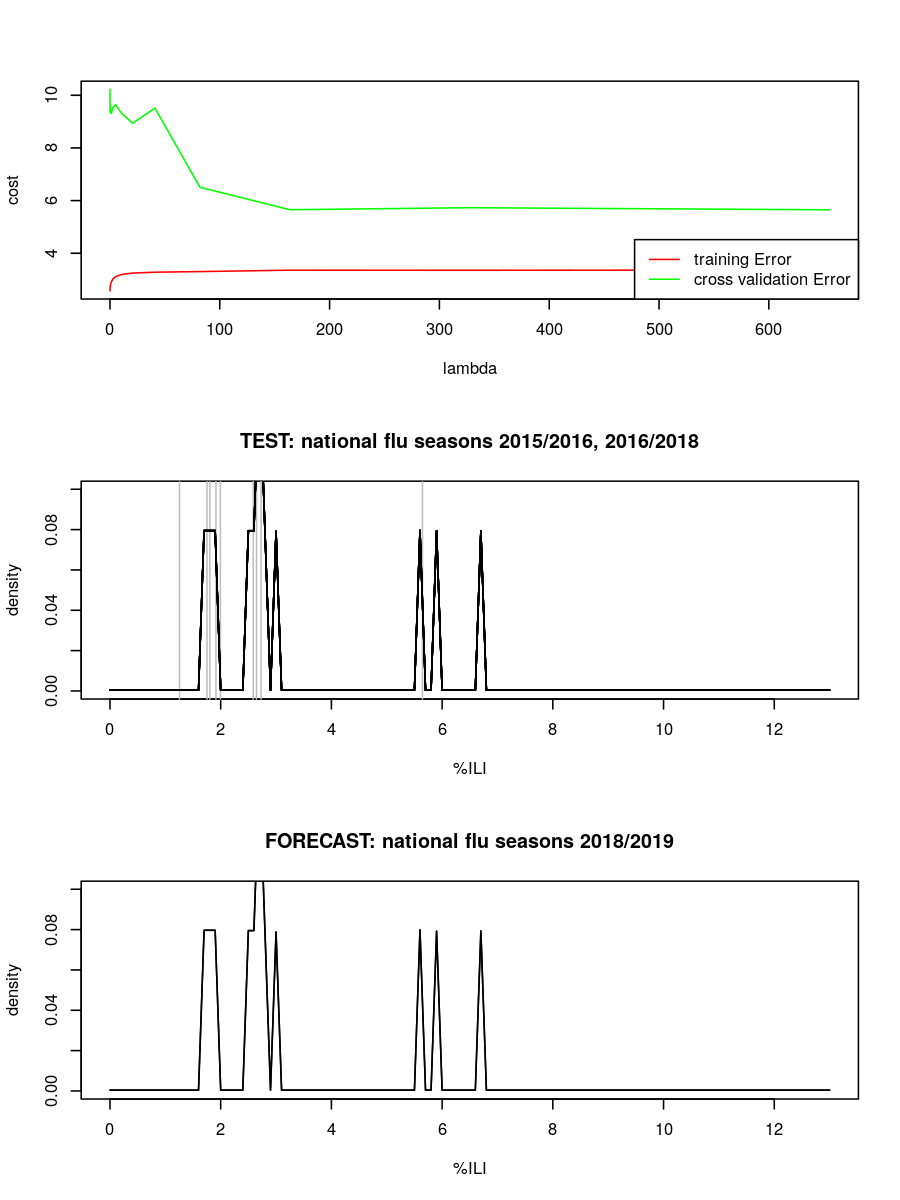 10
8
6
4
cost
training Error
cross validation Error
0 100 200 300 400 500 600
lambda
TEST: national flu seasons 2015/2016, 2016/2018
0.08
0.04
0.00
density
0 2 4 6 8 10 12
%ILI
FORECAST: national flu seasons 2018/2019
0.08
0.04
0.00
density
0 2 4 6 8 10 12
%ILI